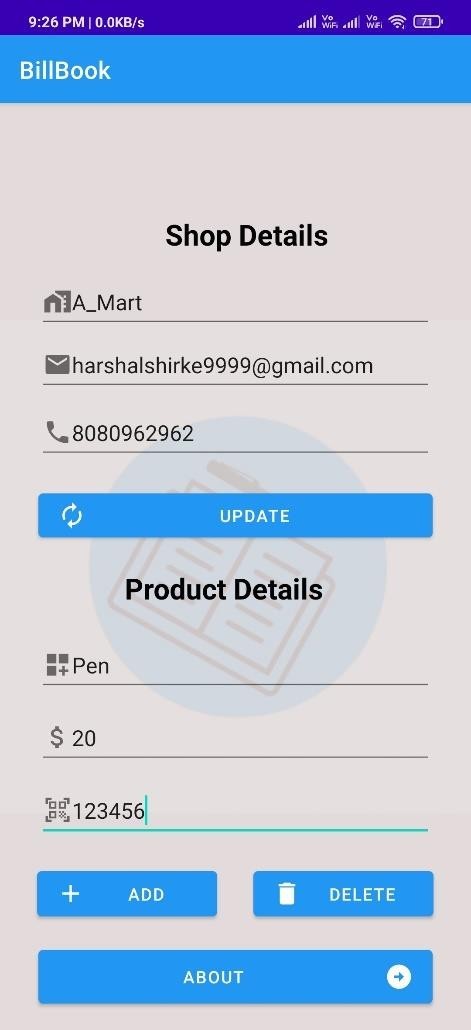 9:26 PM | 0.0KB/s
Vo WiFi
Vo WiFi
71
BillBook
Shop Details
A_Mart
harshalshirke9999@gmail.com
8080962962
UPDATE
Product Details
Pen
$ 20
123456
ADD
DELETE
ABOUT